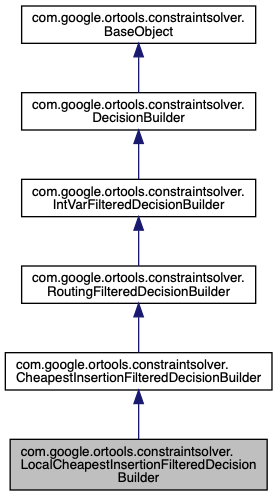 com.google.ortools.constraintsolver.
BaseObject
com.google.ortools.constraintsolver.
DecisionBuilder
com.google.ortools.constraintsolver.
IntVarFilteredDecisionBuilder
com.google.ortools.constraintsolver.
RoutingFilteredDecisionBuilder
com.google.ortools.constraintsolver.
CheapestInsertionFilteredDecisionBuilder
com.google.ortools.constraintsolver.
LocalCheapestInsertionFilteredDecision
Builder